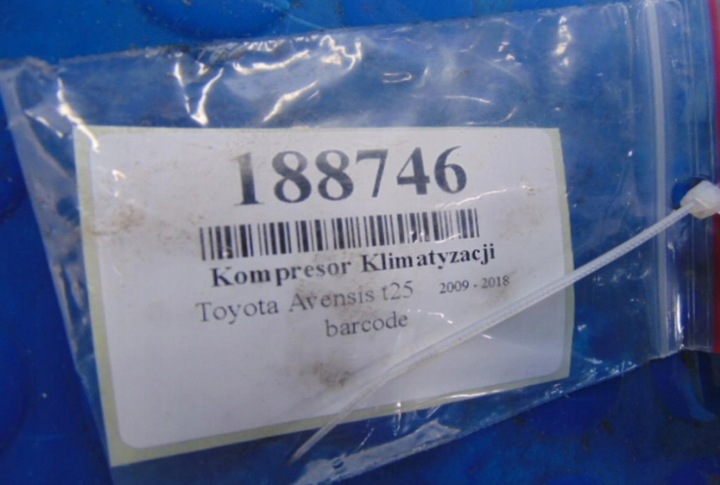 188746
Kompresor Klimatyzacji
Toyota Avensis t25 2009 - 2018
barcode